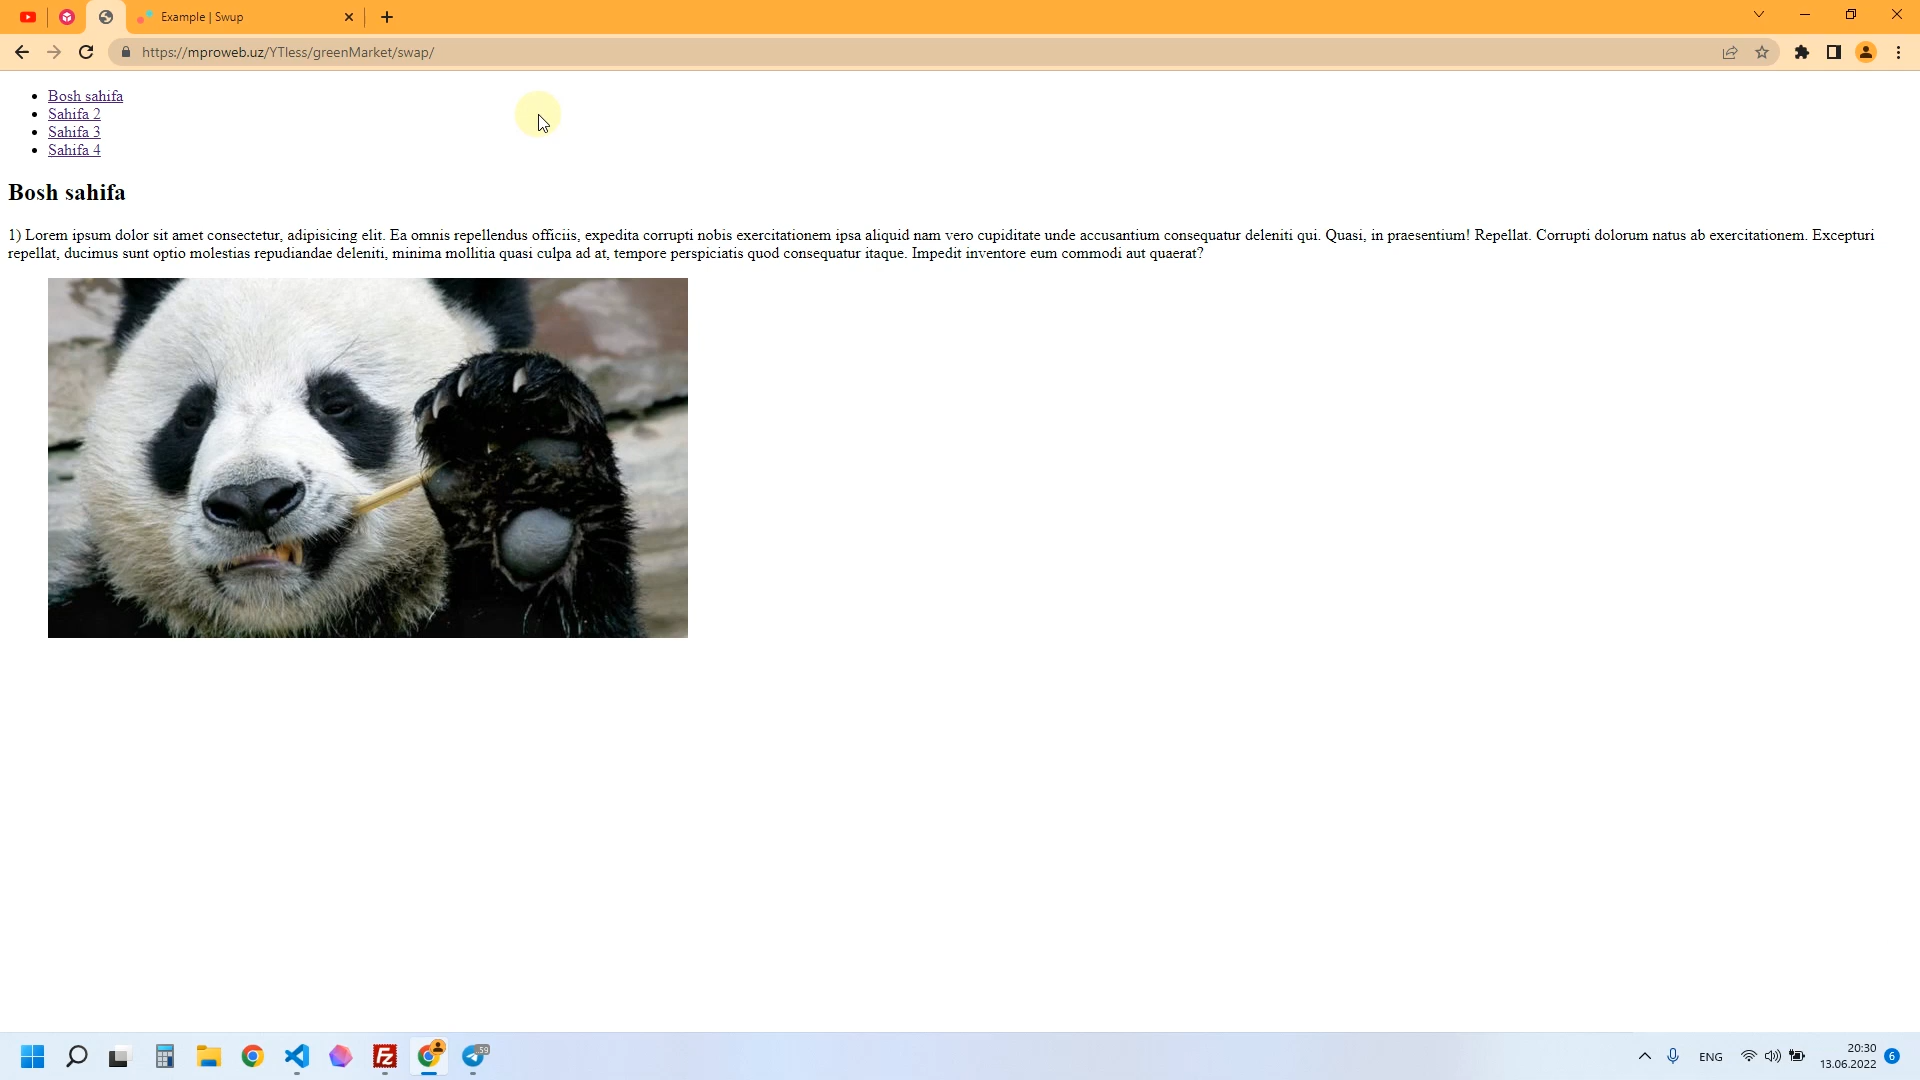 Example | Swup
https://mproweb.uz/YTless/greenMarket/swap/
Bosh sahifa
Sahifa 2
Sahifa 3
Sahifa 4
Bosh sahifa
1) Lorem ipsum dolor sit amet consectetur, adipisicing elit. Ea omnis repellendus officiis, expedita corrupti nobis exercitationem ipsa aliquid nam vero cupiditate unde accusantium consequatur deleniti qui. Quasi, in praesentium! Repellat. Corrupti dolorum natus ab exercitationem. Excepturi
repellat, ducimus sunt optio molestias repudiandae deleniti, minima mollitia quasi culpa ad at, tempore perspiciatis quod consequatur itaque. Impedit inventore eum commodi aut quaerat?
Fz
..59
ENG
20:30
13.06.2022
6